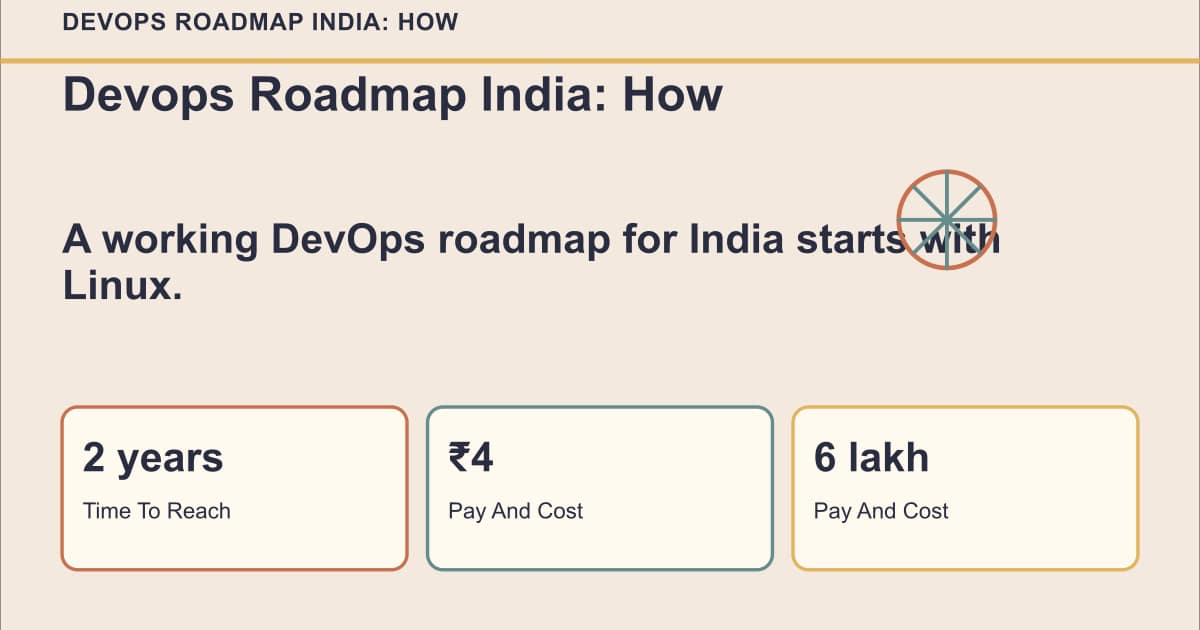 DEVOPS ROADMAP INDIA: HOW
Devops Roadmap India: How
A working DevOps roadmap for India starts with
Linux.
2 years
Time To Reach
₹4
Pay And Cost
6 lakh
Pay And Cost